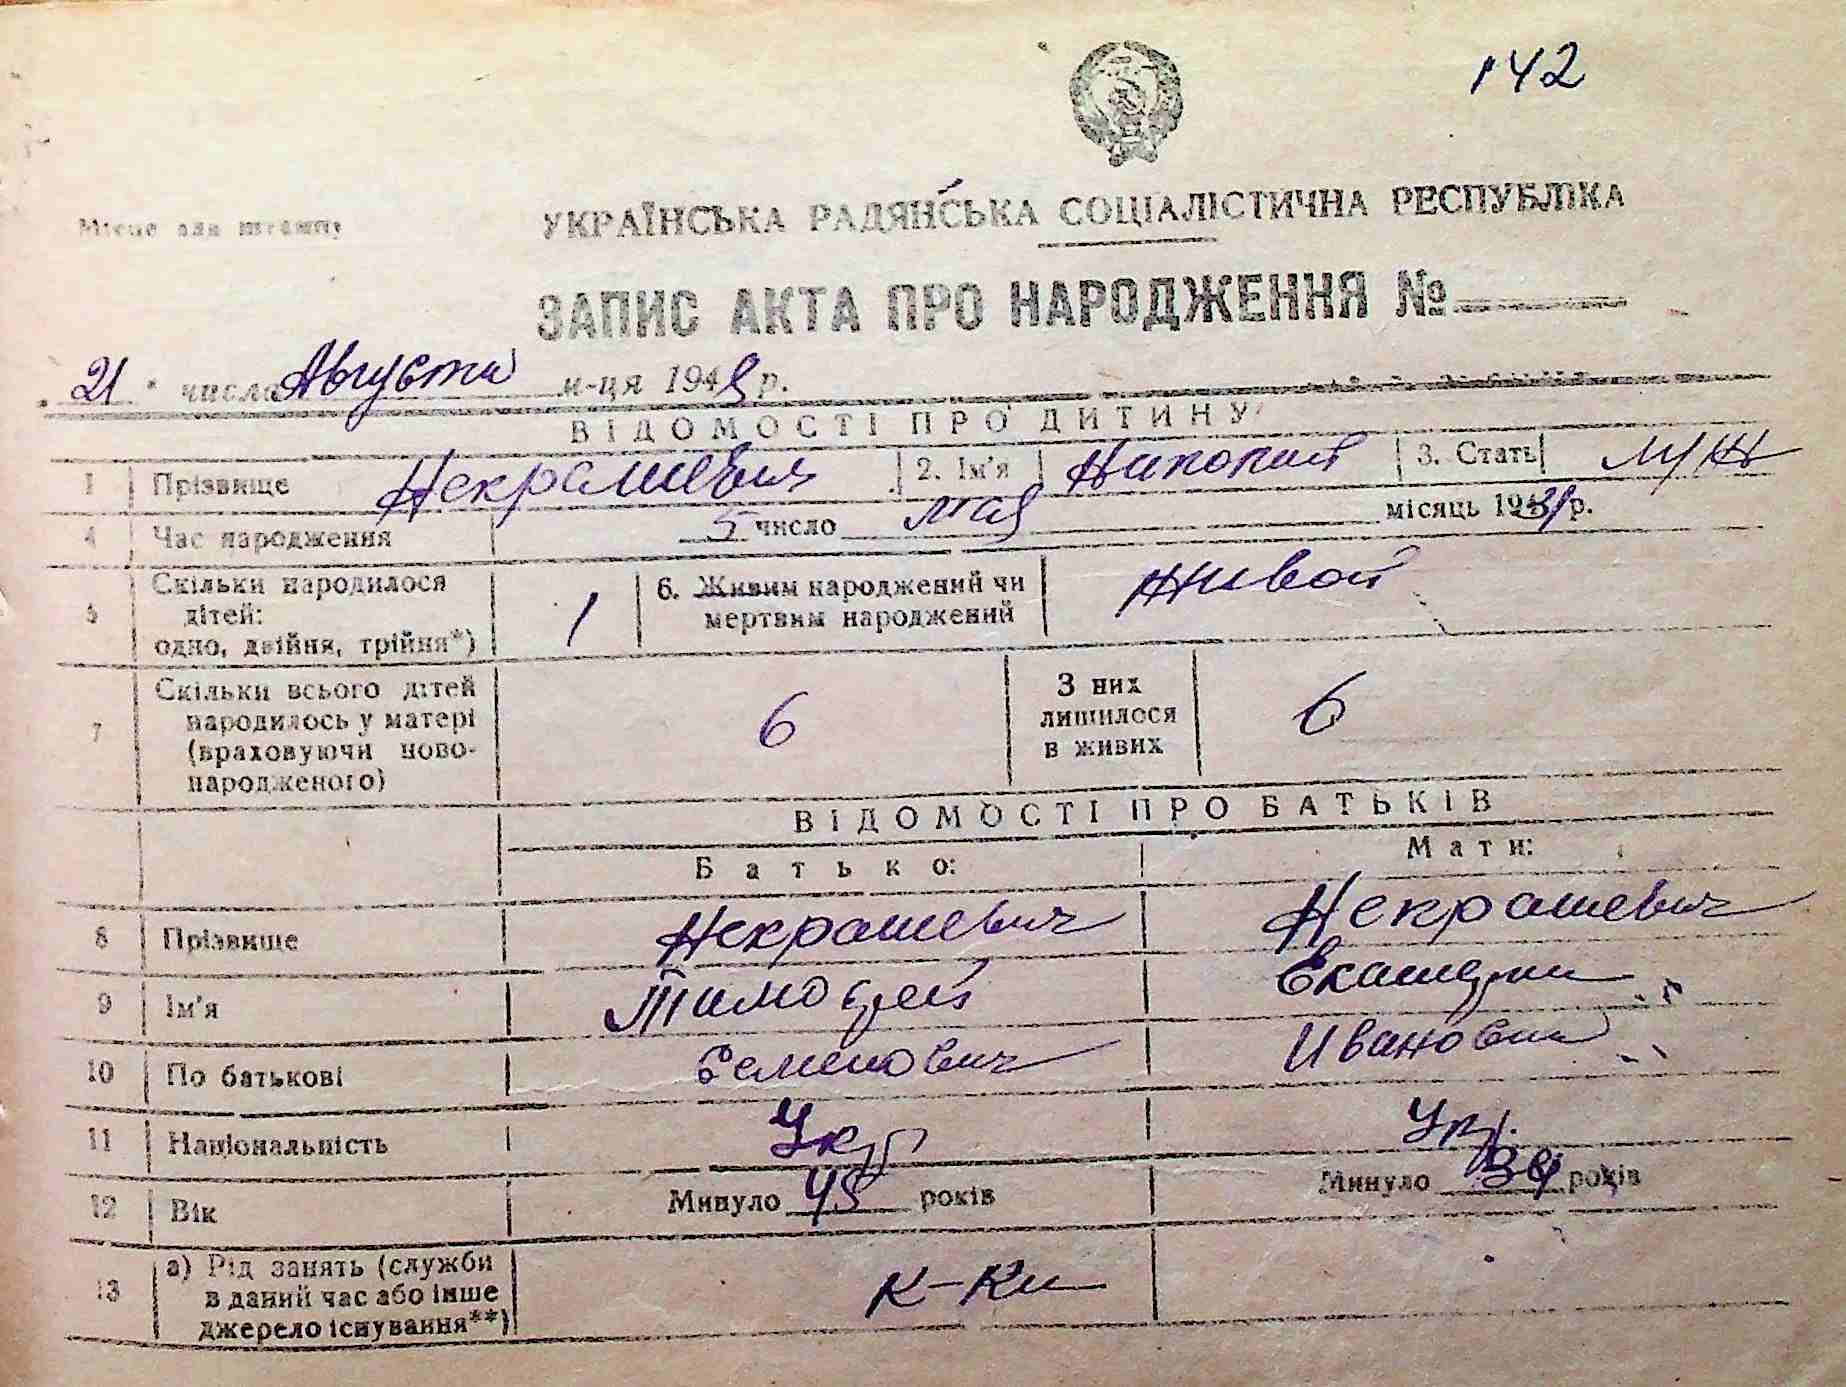 142
Місце для штампу
УКРАЇНСЬКА РАДЯНСЬКА СОЦІАЛІСТИЧНА РЕСПУБЛІКА
ЗАПИС АКТА ПРО НАРОДЖЕННЯ №
21 " числа Августа м-ця 194 р.
ВІДОМОСТІ ПРО ДИТИНУ
1 Прізвище Некрашевич 2. Ім'я Николай 3. Стать муж
4 Час народження 5 число мая місяць 19 р.
5 Скільки народилося дітей: одно, двійня, трійня*) 1 6. Живим народжений чи мертвим народжений живой
7 Скільки всього дітей народилось у матері (враховуючи ново-народженого) 6 З них лишилося в живих 6
ВІДОМОСТІ ПРО БАТЬКІВ
Батько: Мати:
8 Прізвище Некрашевич Некрашевич
9 Ім'я Тимофей Екатерина
10 По батькові Семенович Ивановна
11 Національність Укр Укр.
12 Вік Минуло 45 років Минуло 39 років
13 а) Рід занять (служби в даний час або інше джерело існування**) К-Ки